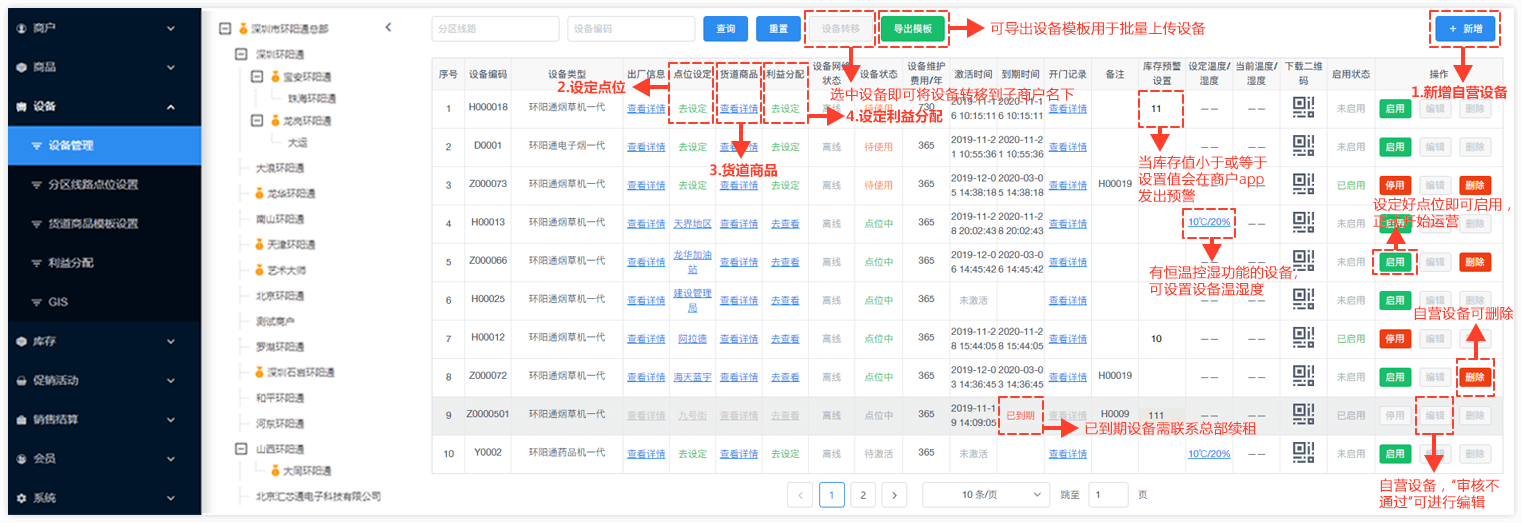 商户
商品
设备
设备管理
分区线路点位设置
货道商品模板设置
利益分配
GIS
库存
促销活动
销售结算
会员
系统
深圳市环阳通总部
深圳环阳通
宝安环阳通
珠海环阳通
龙岗环阳通
大运
大浪环阳通
龙华环阳通
南山环阳通
天津环阳通
艺术大师
北京环阳通
测试商户
罗湖环阳通
深圳石岩环阳通
和平环阳通
河东环阳通
山西环阳通
大同环阳通
北京汇芯通电子科技有限公司
分区线路 设备编码 查询 重置 设备转移 导出模板 可导出设备模板用于批量上传设备 + 新增
序号 设备编码 设备类型 出厂信息 点位设定 货道商品 利益分配 设备网络状态 设备状态 设备维护费用/年 激活时间 到期时间 开门记录 备注 库存预警设置 设定温度/湿度 当前温度/湿度 下载二维码 启用状态 操作
2.设定点位
选中设备即可将设备转移到子商户名下
1.新增自营设备
1 H000018 环阳通烟草机一代 查看详情 去设定 查看详情 去设定 离线 待使用 730 2019-11-16 10:15:11 2020-11-16 10:15:11 查看详情 11 —— —— 未启用 启用 编辑 删除
4.设定利益分配
2 D0001 环阳通电子烟一代 查看详情 去设定 查看详情 去设定 离线 待使用 365 2019-11-21 10:55:36 2020-11-21 10:55:36 查看详情 —— —— 未启用 启用 编辑 删除
3.货道商品
当库存值小于或等于
设置值会在商户app
发出预警
3 Z000073 环阳通烟草机一代 查看详情 去设定 查看详情 去设定 离线 待使用 365 2019-12-05 14:38:18 2020-03-05 14:38:18 查看详情 H00019 —— —— 已启用 停用 编辑 删除
设定好点位即可启用，
正式开始运营
4 H00013 环阳通烟草机一代 查看详情 天界地区 查看详情 去查看 离线 点位中 365 2019-11-28 20:02:43 2020-11-28 20:02:43 查看详情 10℃/20% —— 未启用
5 Z000066 环阳通烟草机一代 查看详情 龙华加油站 查看详情 去查看 离线 点位中 365 2019-12-06 14:45:42 2020-03-06 14:45:42 查看详情 —— 未启用 启用 编辑 删除
有恒温控湿功能的设备，
可设置设备温湿度
6 H00025 环阳通烟草机一代 查看详情 建设管理局 查看详情 去查看 离线 点位中 365 未激活 查看详情 —— 未启用 启用 编辑 删除
自营设备可删除
7 H00012 环阳通烟草机一代 查看详情 阿拉德 查看详情 去查看 离线 点位中 365 2019-11-28 15:44:05 2020-11-28 15:44:05 查看详情 10 —— —— 已启用 停用 编辑 删除
8 Z000072 环阳通烟草机一代 查看详情 海天蓝宇 查看详情 去查看 离线 点位中 365 2019-12-03 14:36:45 2020-03-03 14:36:45 查看详情 H00019 —— —— 未启用 启用 编辑 删除
9 Z0000501 环阳通烟草机一代 查看详情 九号街 查看详情 去查看 离线 点位中 365 2019-11-19 14:09:05 已到期 查看详情 H0009 111 —— —— 已启用 停用 编辑 删除
已到期设备需联系总部续租
10 Y0002 环阳通药品机一代 查看详情 去设定 查看详情 去设定 离线 待激活 365 未激活 查看详情 10℃/20% —— 未启用 启用 编辑 删除
自营设备，“审核不
通过”可进行编辑
< 1 2 > 10 条/页 跳至 1 页